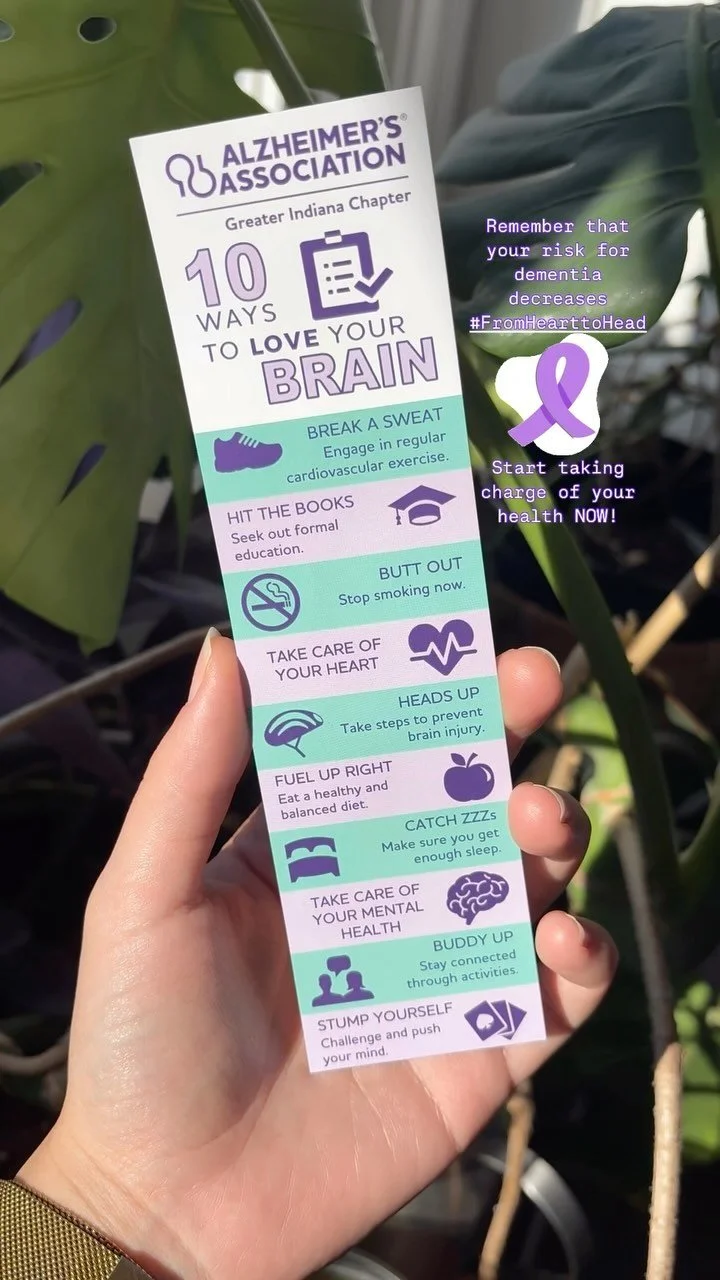 ALZHEIMER'S®
ASSOCIATION
Greater Indiana Chapter
10
WAYS
TO LOVE YOUR
BRAIN
BREAK A SWEAT
Engage in regular
cardiovascular exercise.
HIT THE BOOKS
Seek out formal
education.
BUTT OUT
Stop smoking now.
TAKE CARE OF
YOUR HEART
HEADS UP
Take steps to prevent
brain injury.
FUEL UP RIGHT
Eat a healthy and
balanced diet.
CATCH ZZZs
Make sure you get
enough sleep.
TAKE CARE OF
YOUR MENTAL
HEALTH
BUDDY UP
Stay connected
through activities.
STUMP YOURSELF
Challenge and push
your mind.
Remember that
your risk for
dementia
decreases
#FromHearttoHead
Start taking
charge of your
health NOW!